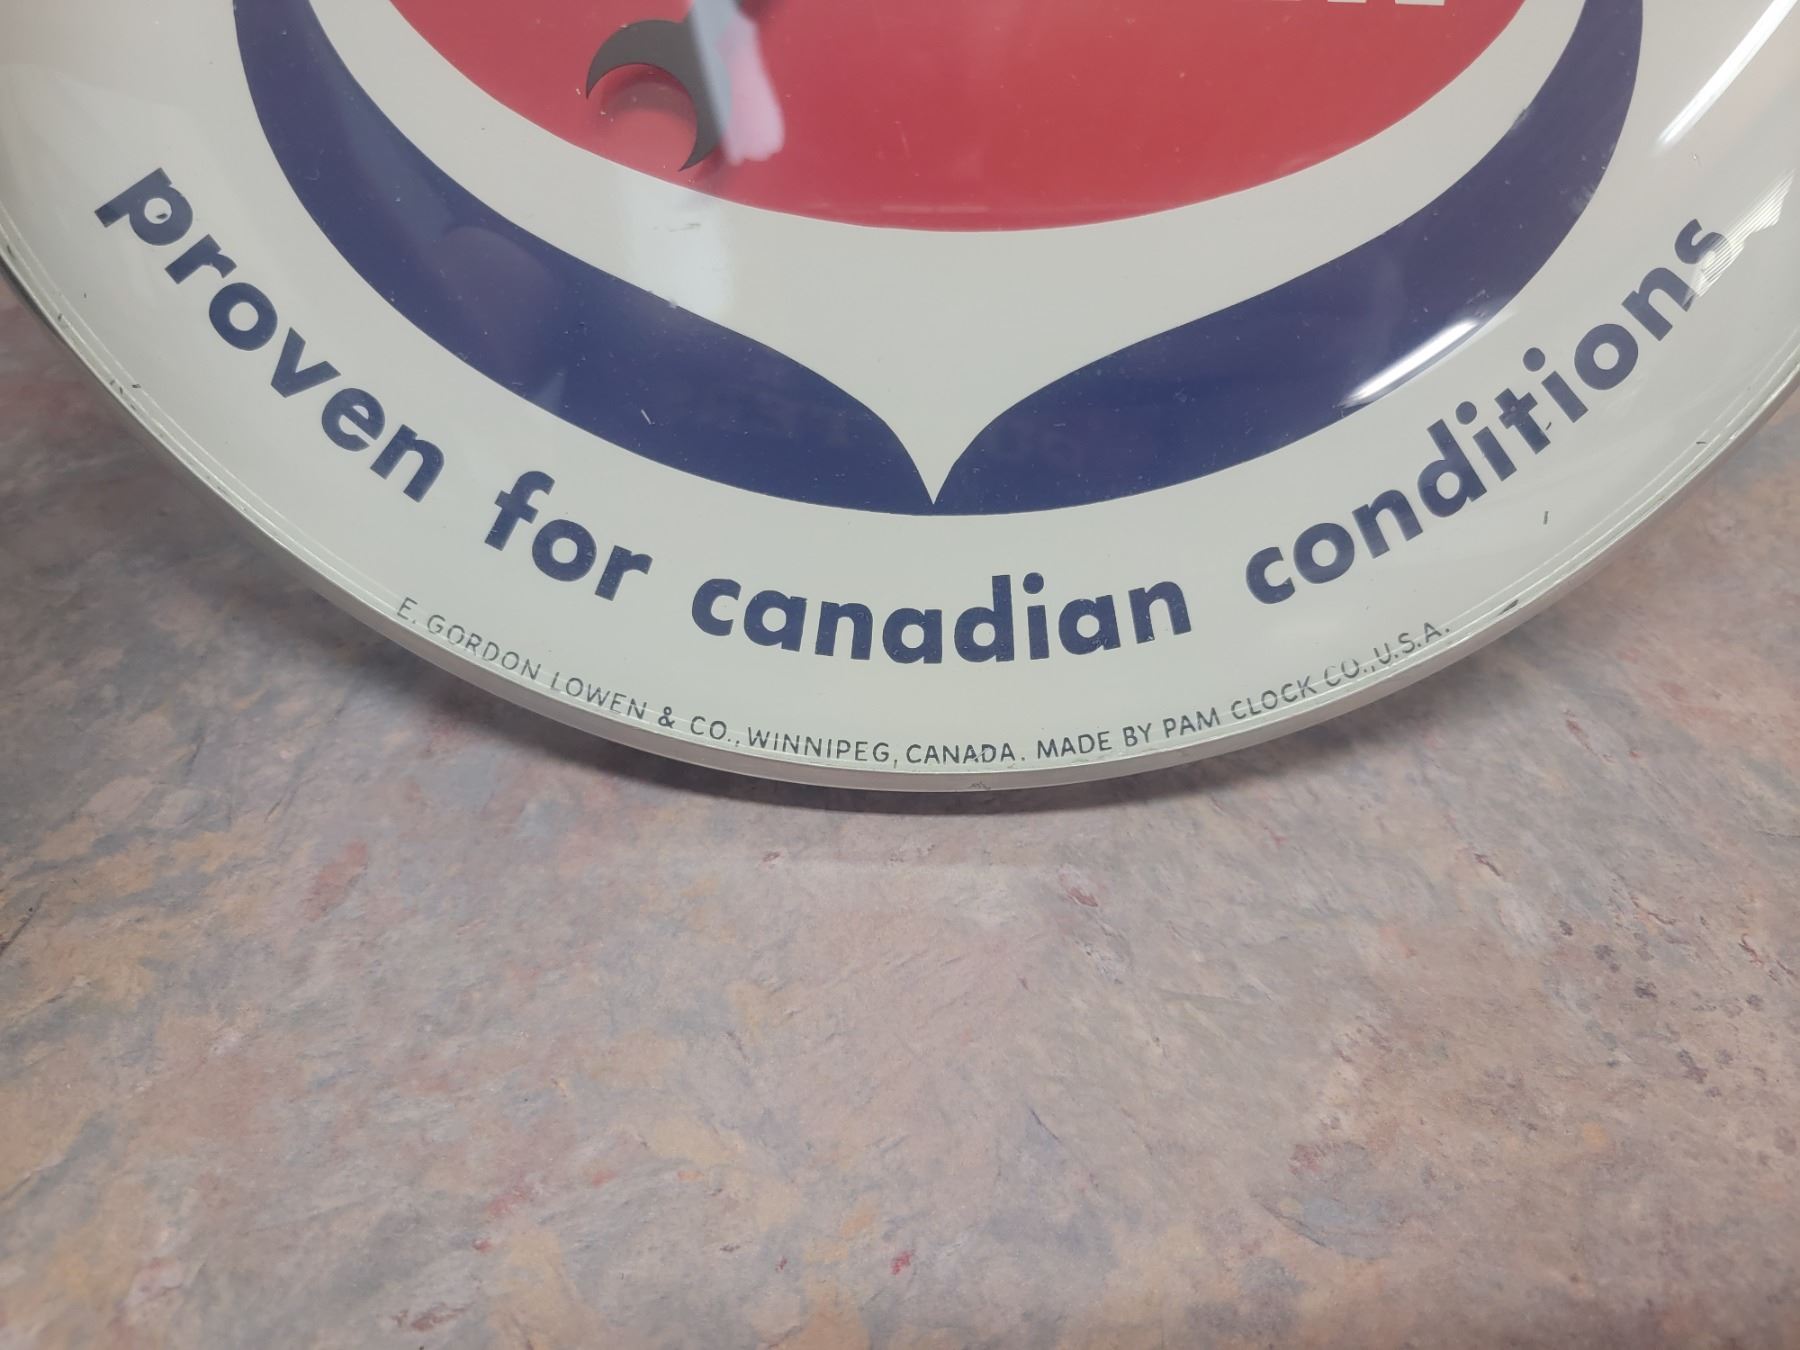 proven for canadian conditions
E. GORDON LOWEN & CO., WINNIPEG, CANADA. MADE BY PAM CLOCK CO., U.S.A.